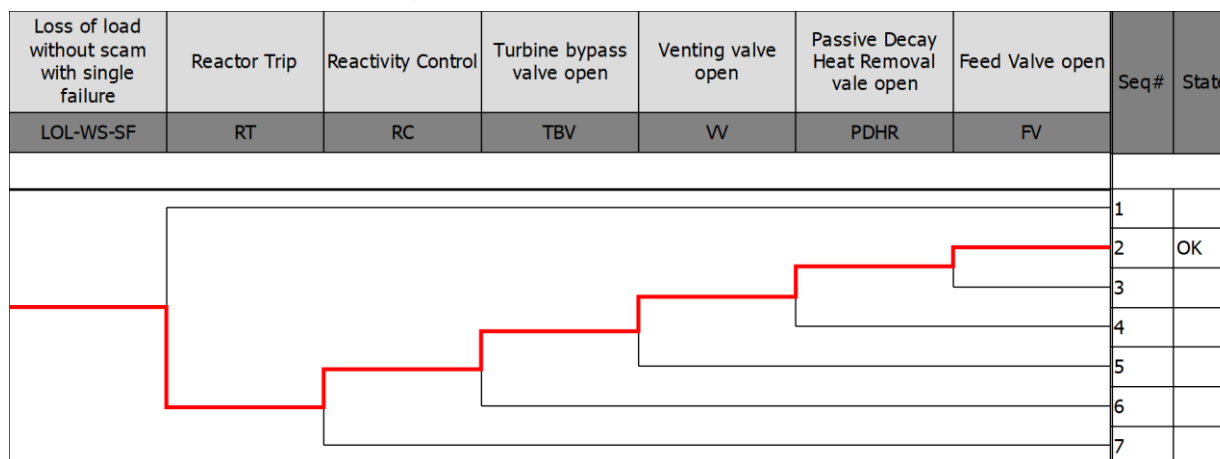 Loss of load
without scam
with single
failure
Reactor Trip
Reactivity Control
Turbine bypass
valve open
Venting valve
open
Passive Decay
Heat Removal
vale open
Feed Valve open
Seq#
State
LOL-WS-SF
RT
RC
TBV
VV
PDHR
FV
1
2 OK
3
4
5
6
7